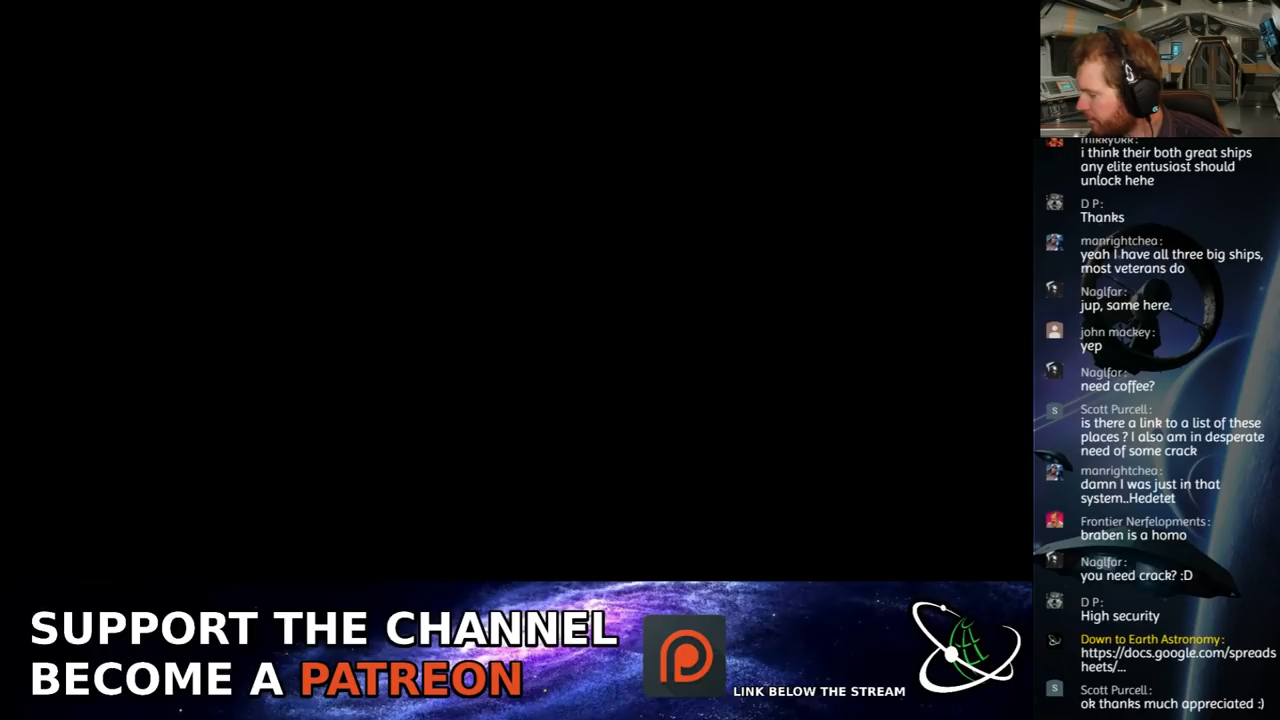 mikkyorr:
i think their both great ships
any elite entusiast should
unlock hehe
D P:
Thanks
manrightchea:
yeah I have all three big ships,
most veterans do
Naglfar:
jup, same here.
john mackey:
yep
Naglfar:
need coffee?
S
Scott Purcell:
is there a link to a list of these
places ? I also am in desperate
need of some crack
manrightchea:
damn I was just in that
system..Hedetet
Frontier Nerfelopments:
braben is a homo
Naglfar:
you need crack? :D
D P:
High security
Down to Earth Astronomy:
https://docs.google.com/spreads
heets/...
S
Scott Purcell:
ok thanks much appreciated :)
SUPPORT THE CHANNEL
BECOME A PATREON
LINK BELOW THE STREAM